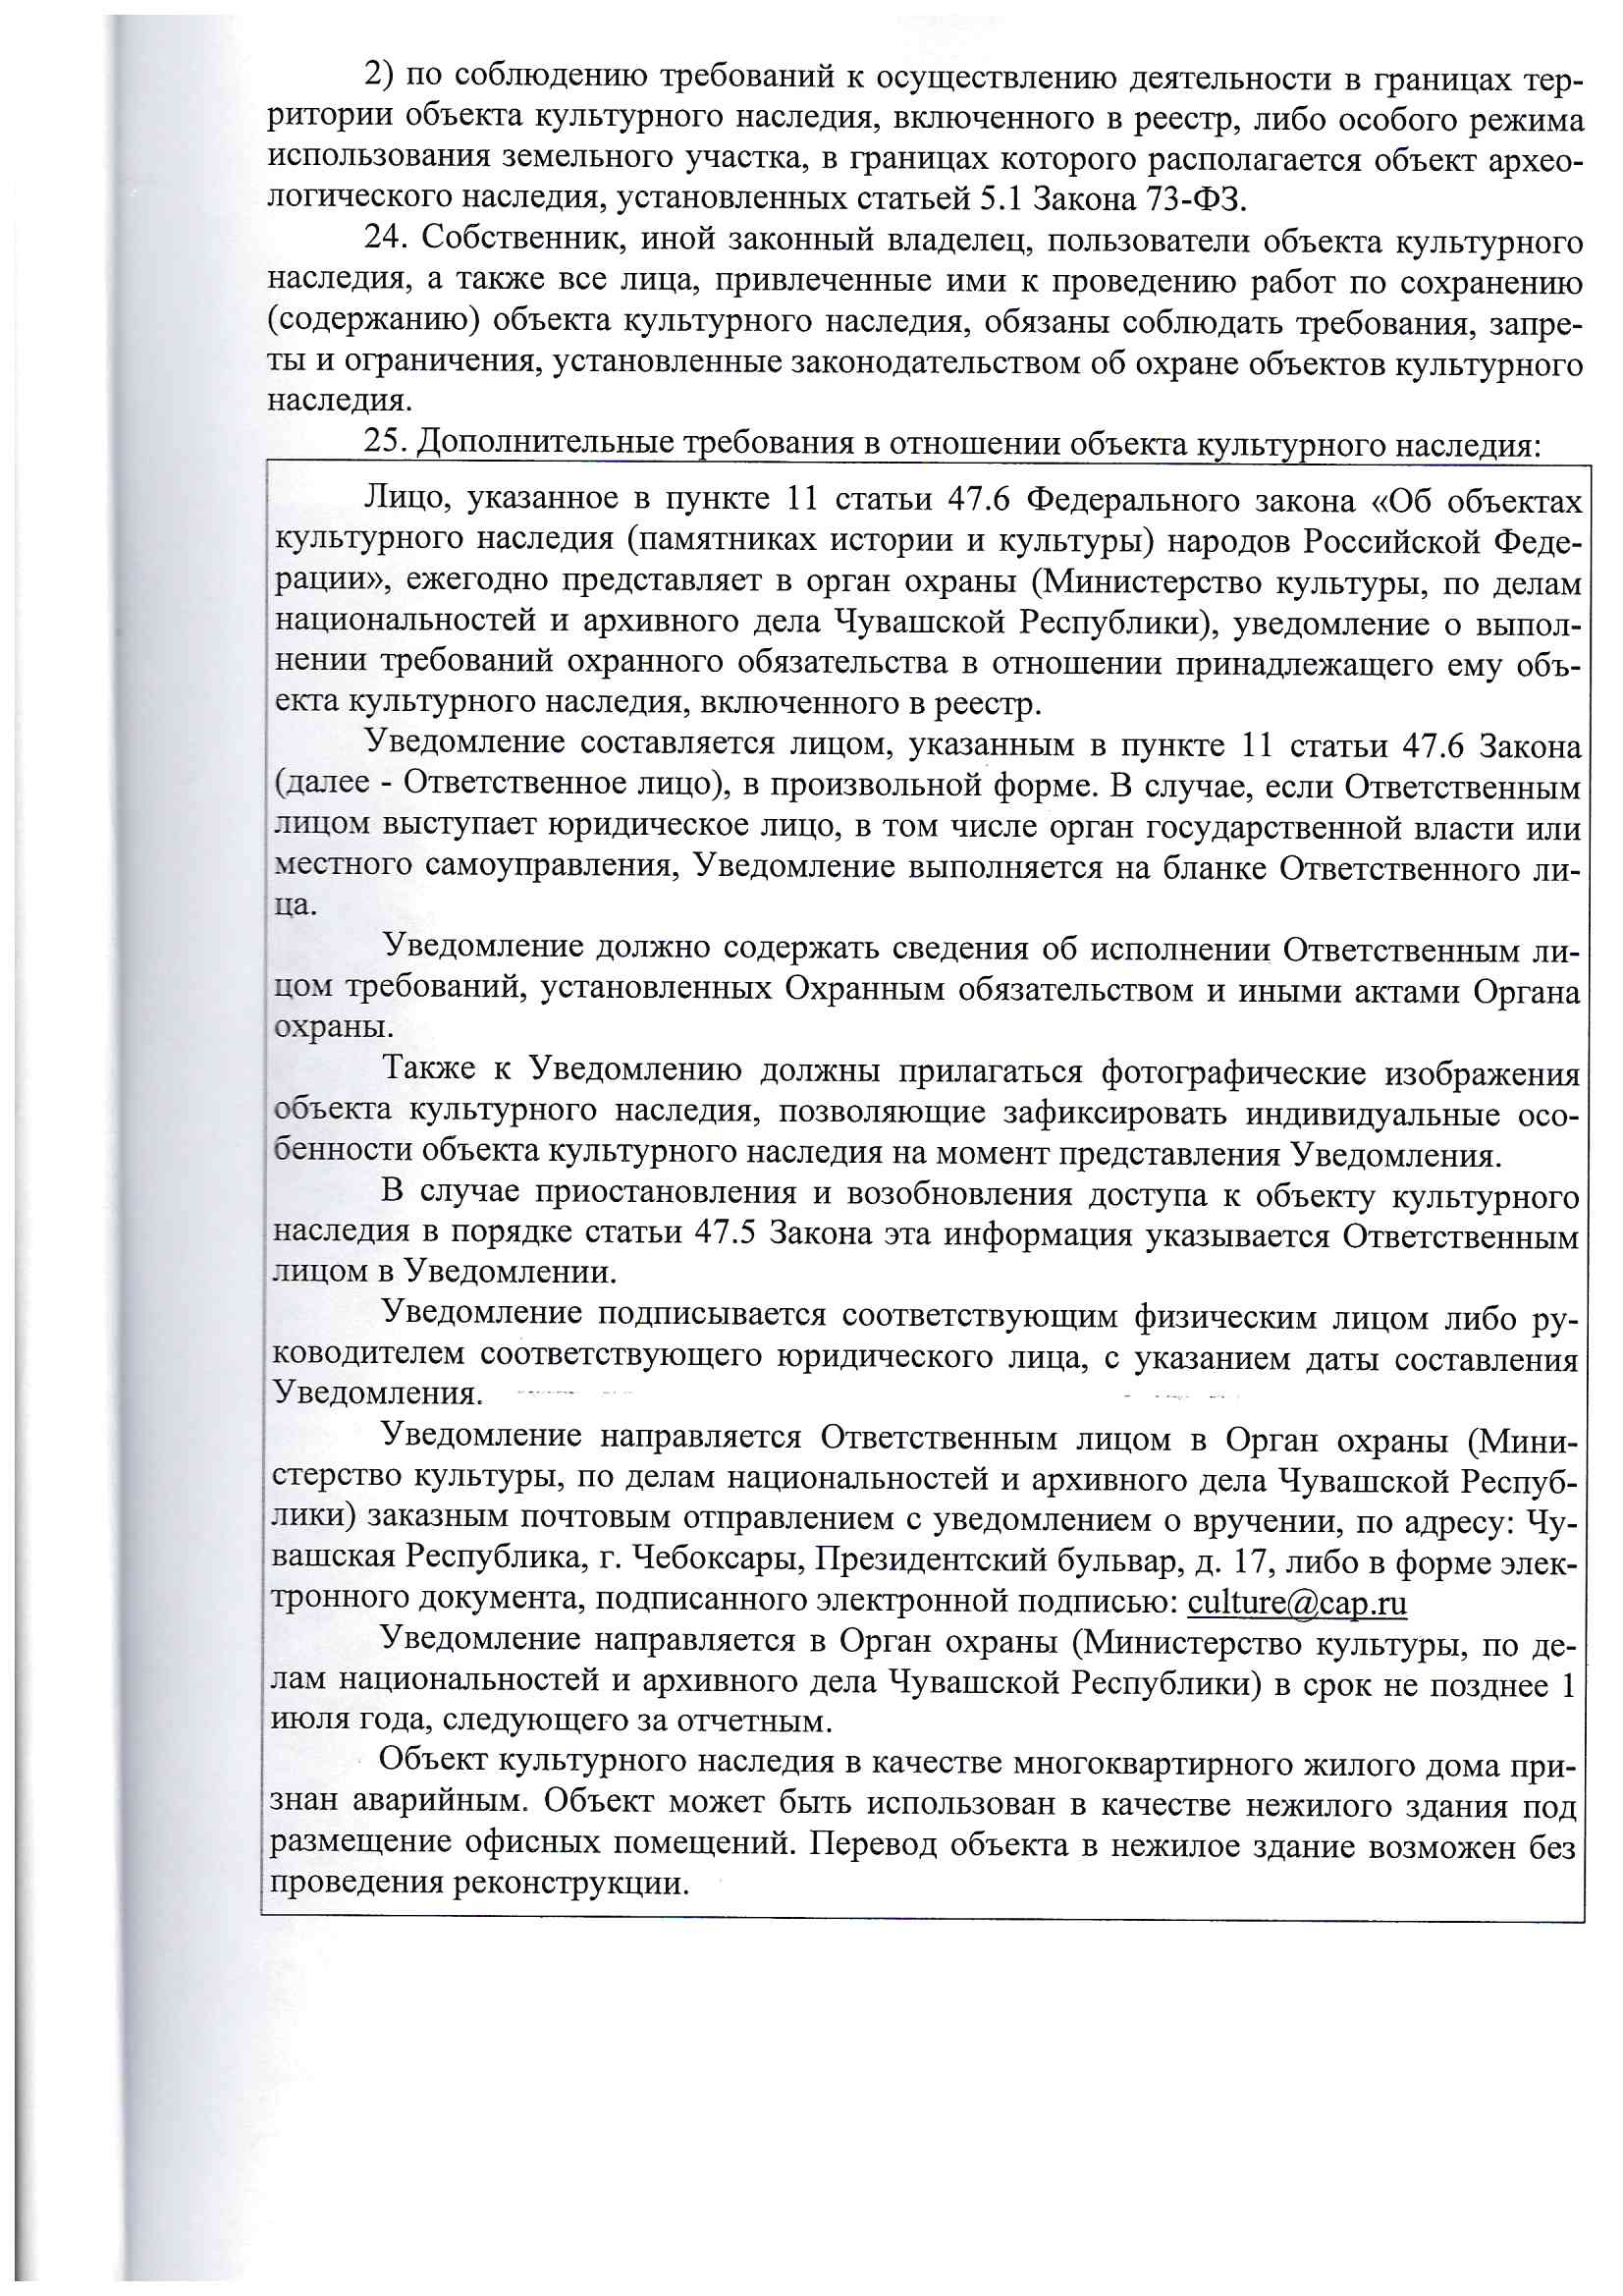 2) по соблюдению требований к осуществлению деятельности в границах тер-
ритории объекта культурного наследия, включенного в реестр, либо особого режима
использования земельного участка, в границах которого располагается объект архео-
логического наследия, установленных статьей 5.1 Закона 73-ФЗ.
24. Собственник, иной законный владелец, пользователи объекта культурного
наследия, а также все лица, привлеченные ими к проведению работ по сохранению
(содержанию) объекта культурного наследия, обязаны соблюдать требования, запре-
ты и ограничения, установленные законодательством об охране объектов культурного
наследия.
25. Дополнительные требования в отношении объекта культурного наследия:
Лицо, указанное в пункте 11 статьи 47.6 Федерального закона «Об объектах
культурного наследия (памятниках истории и культуры) народов Российской Феде-
рации», ежегодно представляет в орган охраны (Министерство культуры, по делам
национальностей и архивного дела Чувашской Республики), уведомление о выпол-
нении требований охранного обязательства в отношении принадлежащего ему объ-
екта культурного наследия, включенного в реестр.
Уведомление составляется лицом, указанным в пункте 11 статьи 47.6 Закона
(далее - Ответственное лицо), в произвольной форме. В случае, если Ответственным
лицом выступает юридическое лицо, в том числе орган государственной власти или
местного самоуправления, Уведомление выполняется на бланке Ответственного ли-
ца.
Уведомление должно содержать сведения об исполнении Ответственным ли-
цом требований, установленных Охранным обязательством и иными актами Органа
охраны.
Также к Уведомлению должны прилагаться фотографические изображения
объекта культурного наследия, позволяющие зафиксировать индивидуальные осо-
бенности объекта культурного наследия на момент представления Уведомления.
В случае приостановления и возобновления доступа к объекту культурного
наследия в порядке статьи 47.5 Закона эта информация указывается Ответственным
лицом в Уведомлении.
Уведомление подписывается соответствующим физическим лицом либо ру-
ководителем соответствующего юридического лица, с указанием даты составления
Уведомления.
Уведомление направляется Ответственным лицом в Орган охраны (Мини-
стерство культуры, по делам национальностей и архивного дела Чувашской Респуб-
лики) заказным почтовым отправлением с уведомлением о вручении, по адресу: Чу-
вашская Республика, г. Чебоксары, Президентский бульвар, д. 17, либо в форме элек-
тронного документа, подписанного электронной подписью: culture@cap.ru
Уведомление направляется в Орган охраны (Министерство культуры, по де-
лам национальностей и архивного дела Чувашской Республики) в срок не позднее 1
июля года, следующего за отчетным.
Объект культурного наследия в качестве многоквартирного жилого дома при-
знан аварийным. Объект может быть использован в качестве нежилого здания под
размещение офисных помещений. Перевод объекта в нежилое здание возможен без
проведения реконструкции.